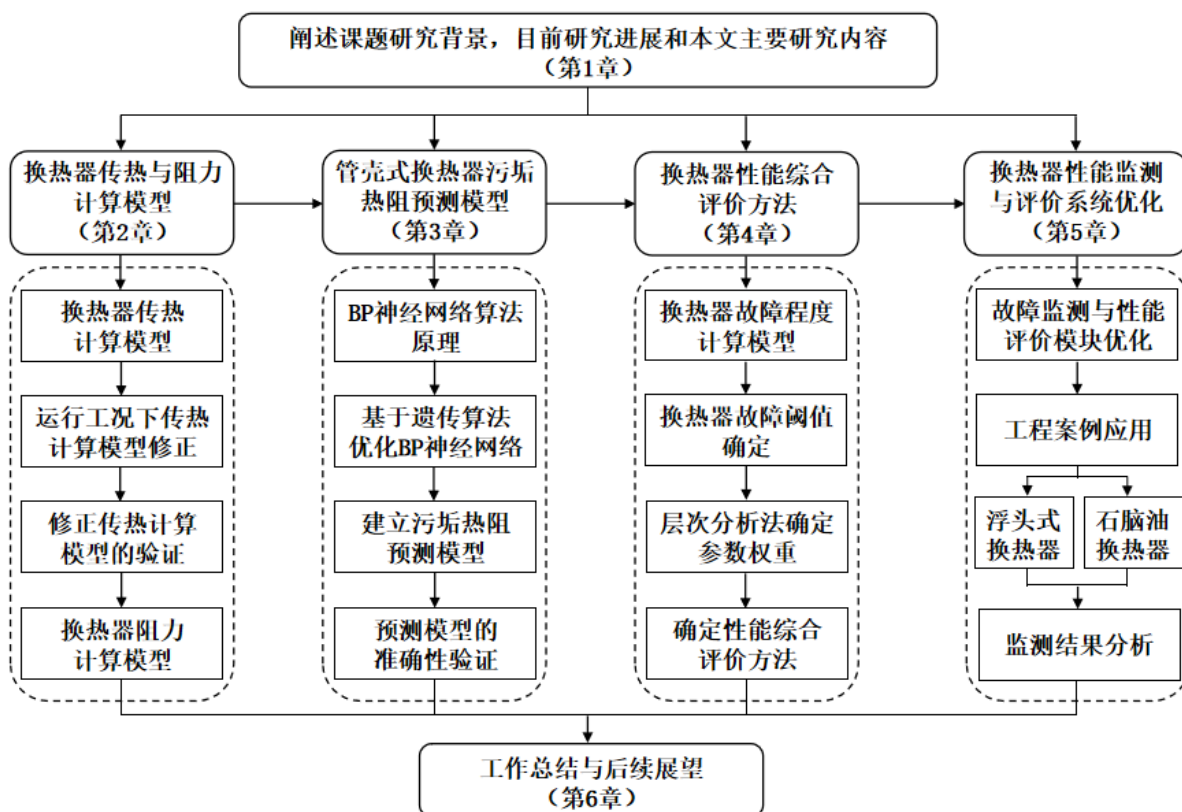 阐述课题研究背景，目前研究进展和本文主要研究内容
（第1章）
换热器传热与阻力
计算模型
（第2章）
管壳式换热器污垢
热阻预测模型
（第3章）
换热器性能综合
评价方法
（第4章）
换热器性能监测
与评价系统优化
（第5章）
换热器传热
计算模型
运行工况下传热
计算模型修正
修正传热计算
模型的验证
换热器阻力
计算模型
BP神经网络算法
原理
基于遗传算法
优化BP神经网络
建立污垢热阻
预测模型
预测模型的
准确性验证
换热器故障程度
计算模型
换热器故障阈值
确定
层次分析法确定
参数权重
确定性能综合
评价方法
故障监测与性能
评价模块优化
工程案例应用
浮头式
换热器
石脑油
换热器
监测结果分析
工作总结与后续展望
（第6章）